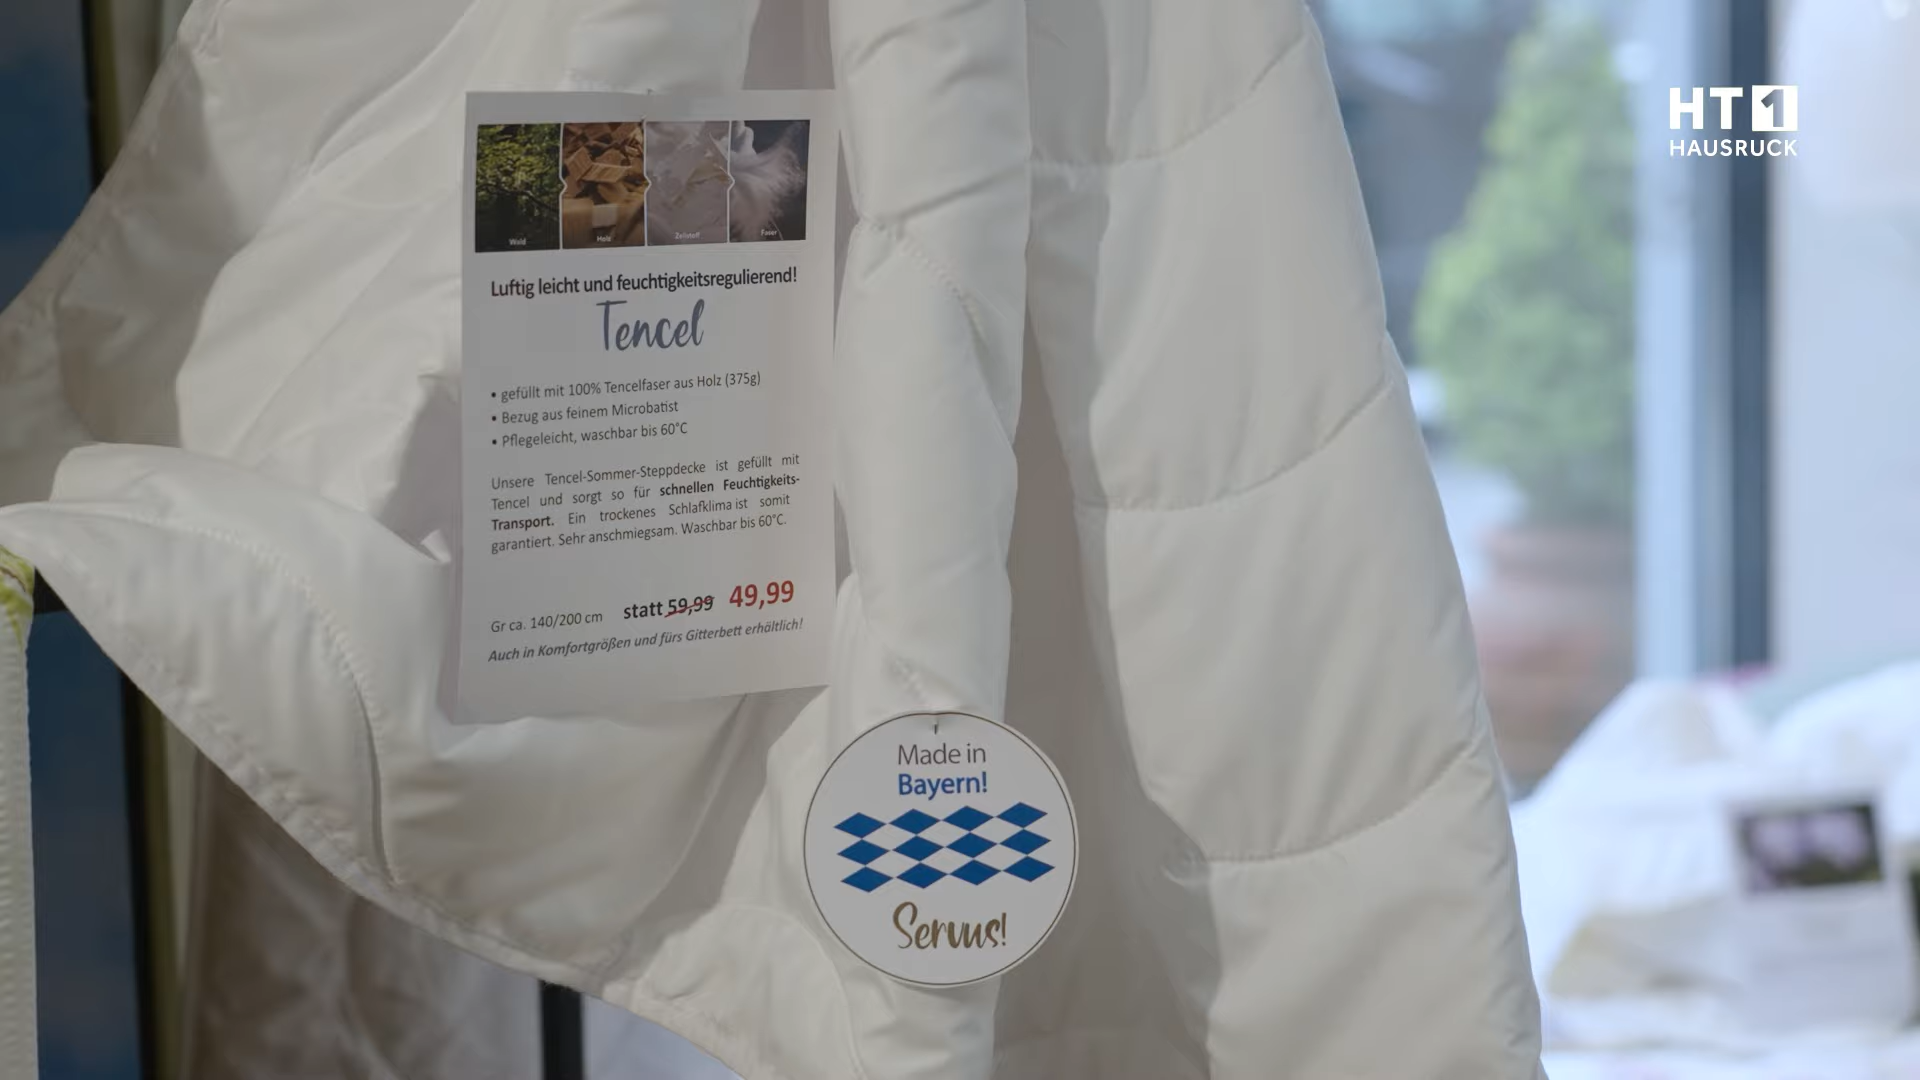 HT1
HAUSRUCK
Wald Holz Zellstoff Faser
Luftig leicht und feuchtigkeitsregulierend!
Tencel
• gefüllt mit 100% Tencelfaser aus Holz (375g)
• Bezug aus feinem Microbatist
• Pflegeleicht, waschbar bis 60°C
Unsere Tencel-Sommer-Steppdecke ist gefüllt mit
Tencel und sorgt so für schnellen Feuchtigkeits-
Transport. Ein trockenes Schlafklima ist somit
garantiert. Sehr anschmiegsam. Waschbar bis 60°C.
Gr ca. 140/200 cm statt 59,99 49,99
Auch in Komfortgrößen und fürs Gitterbett erhältlich!
Made in
Bayern!
Servus!